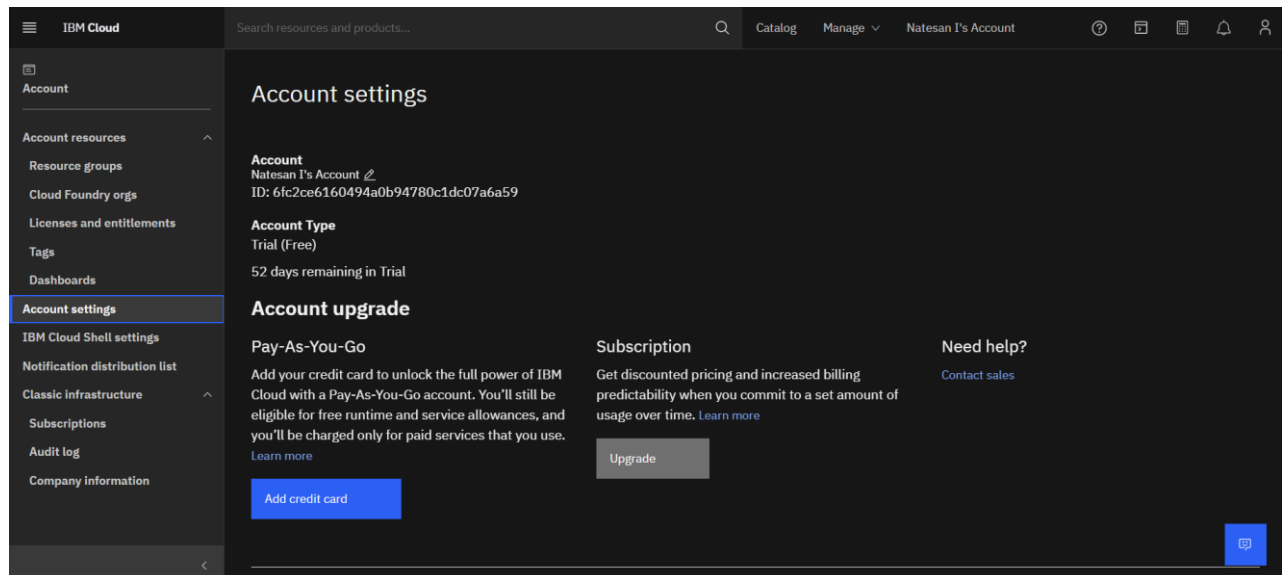 IBM Cloud
Search resources and products...
Catalog
Manage
Natesan I's Account
Account
Account resources
Resource groups
Cloud Foundry orgs
Licenses and entitlements
Tags
Dashboards
Account settings
IBM Cloud Shell settings
Notification distribution list
Classic infrastructure
Subscriptions
Audit log
Company information
Account settings
Account
Natesan I's Account
ID: 6fc2ce6160494a0b94780c1dc07a6a59
Account Type
Trial (Free)
52 days remaining in Trial
Account upgrade
Pay-As-You-Go
Add your credit card to unlock the full power of IBM
Cloud with a Pay-As-You-Go account. You’ll still be
eligible for free runtime and service allowances, and
you’ll be charged only for paid services that you use.
Learn more
Add credit card
Subscription
Get discounted pricing and increased billing
predictability when you commit to a set amount of
usage over time. Learn more
Upgrade
Need help?
Contact sales